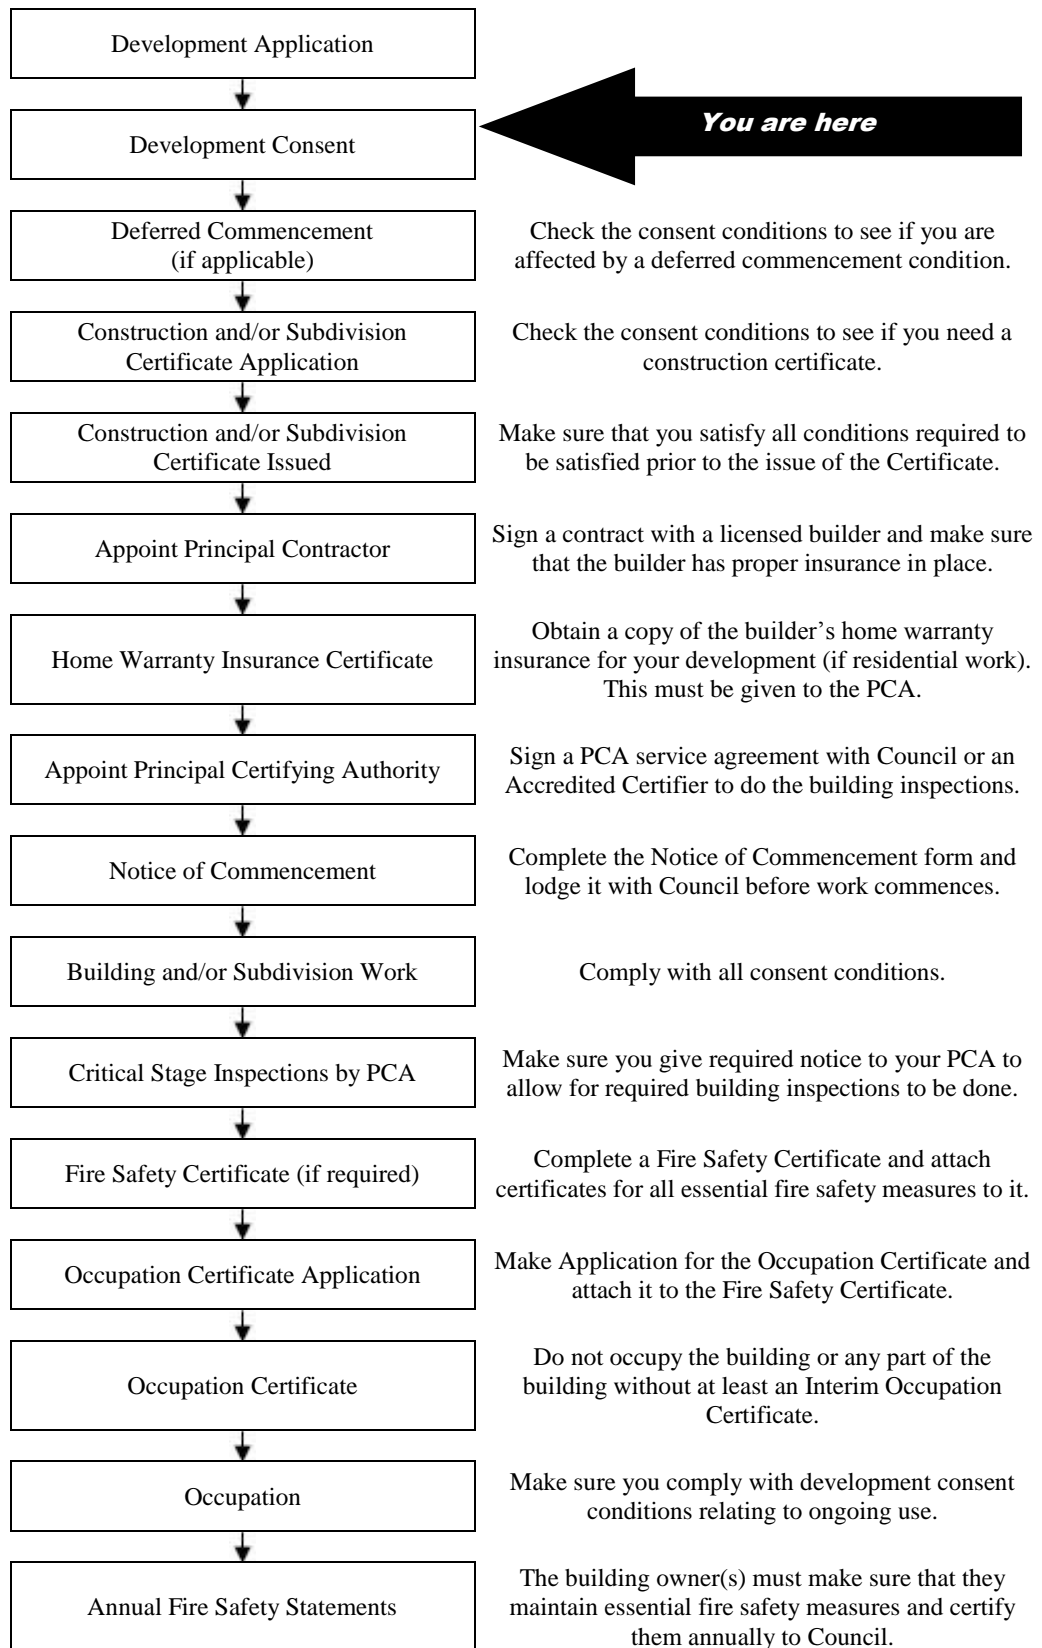 Development Application
Development Consent
You are here
Deferred Commencement
(if applicable)
Check the consent conditions to see if you are
affected by a deferred commencement condition.
Construction and/or Subdivision
Certificate Application
Check the consent conditions to see if you need a
construction certificate.
Construction and/or Subdivision
Certificate Issued
Make sure that you satisfy all conditions required to
be satisfied prior to the issue of the Certificate.
Appoint Principal Contractor
Sign a contract with a licensed builder and make sure
that the builder has proper insurance in place.
Home Warranty Insurance Certificate
Obtain a copy of the builder’s home warranty
insurance for your development (if residential work).
This must be given to the PCA.
Appoint Principal Certifying Authority
Sign a PCA service agreement with Council or an
Accredited Certifier to do the building inspections.
Notice of Commencement
Complete the Notice of Commencement form and
lodge it with Council before work commences.
Building and/or Subdivision Work
Comply with all consent conditions.
Critical Stage Inspections by PCA
Make sure you give required notice to your PCA to
allow for required building inspections to be done.
Fire Safety Certificate (if required)
Complete a Fire Safety Certificate and attach
certificates for all essential fire safety measures to it.
Occupation Certificate Application
Make Application for the Occupation Certificate and
attach it to the Fire Safety Certificate.
Occupation Certificate
Do not occupy the building or any part of the
building without at least an Interim Occupation
Certificate.
Occupation
Make sure you comply with development consent
conditions relating to ongoing use.
Annual Fire Safety Statements
The building owner(s) must make sure that they
maintain essential fire safety measures and certify
them annually to Council.